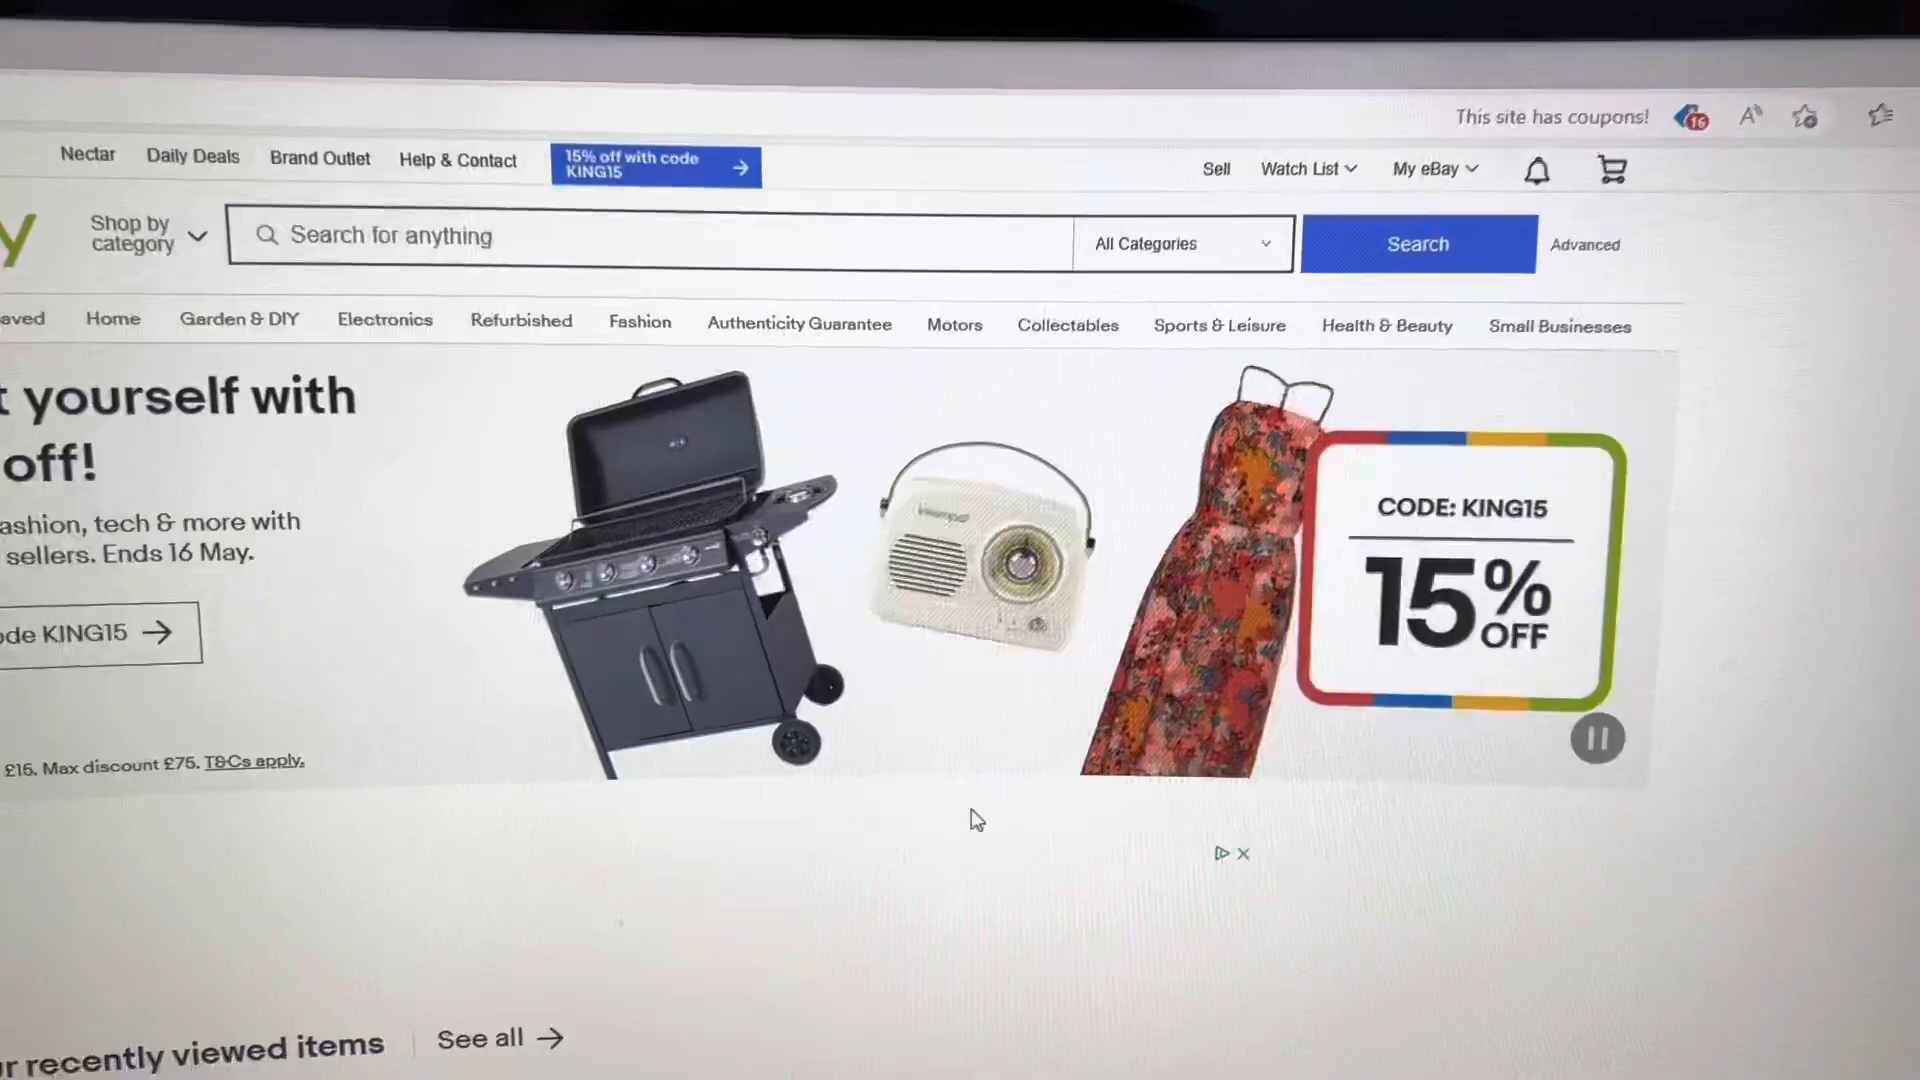 This site has coupons! 16
Nectar Daily Deals Brand Outlet Help & Contact
15% off with code
KING15
Sell Watch List My eBay
y
Shop by
category
Search for anything
All Categories
Search
Advanced
aved Home Garden & DIY Electronics Refurbished Fashion Authenticity Guarantee Motors Collectables Sports & Leisure Health & Beauty Small Businesses
t yourself with
off!
ashion, tech & more with
sellers. Ends 16 May.
ode KING15
£15. Max discount £75. T&Cs apply.
CODE: KING15
15%
OFF
r recently viewed items
See all